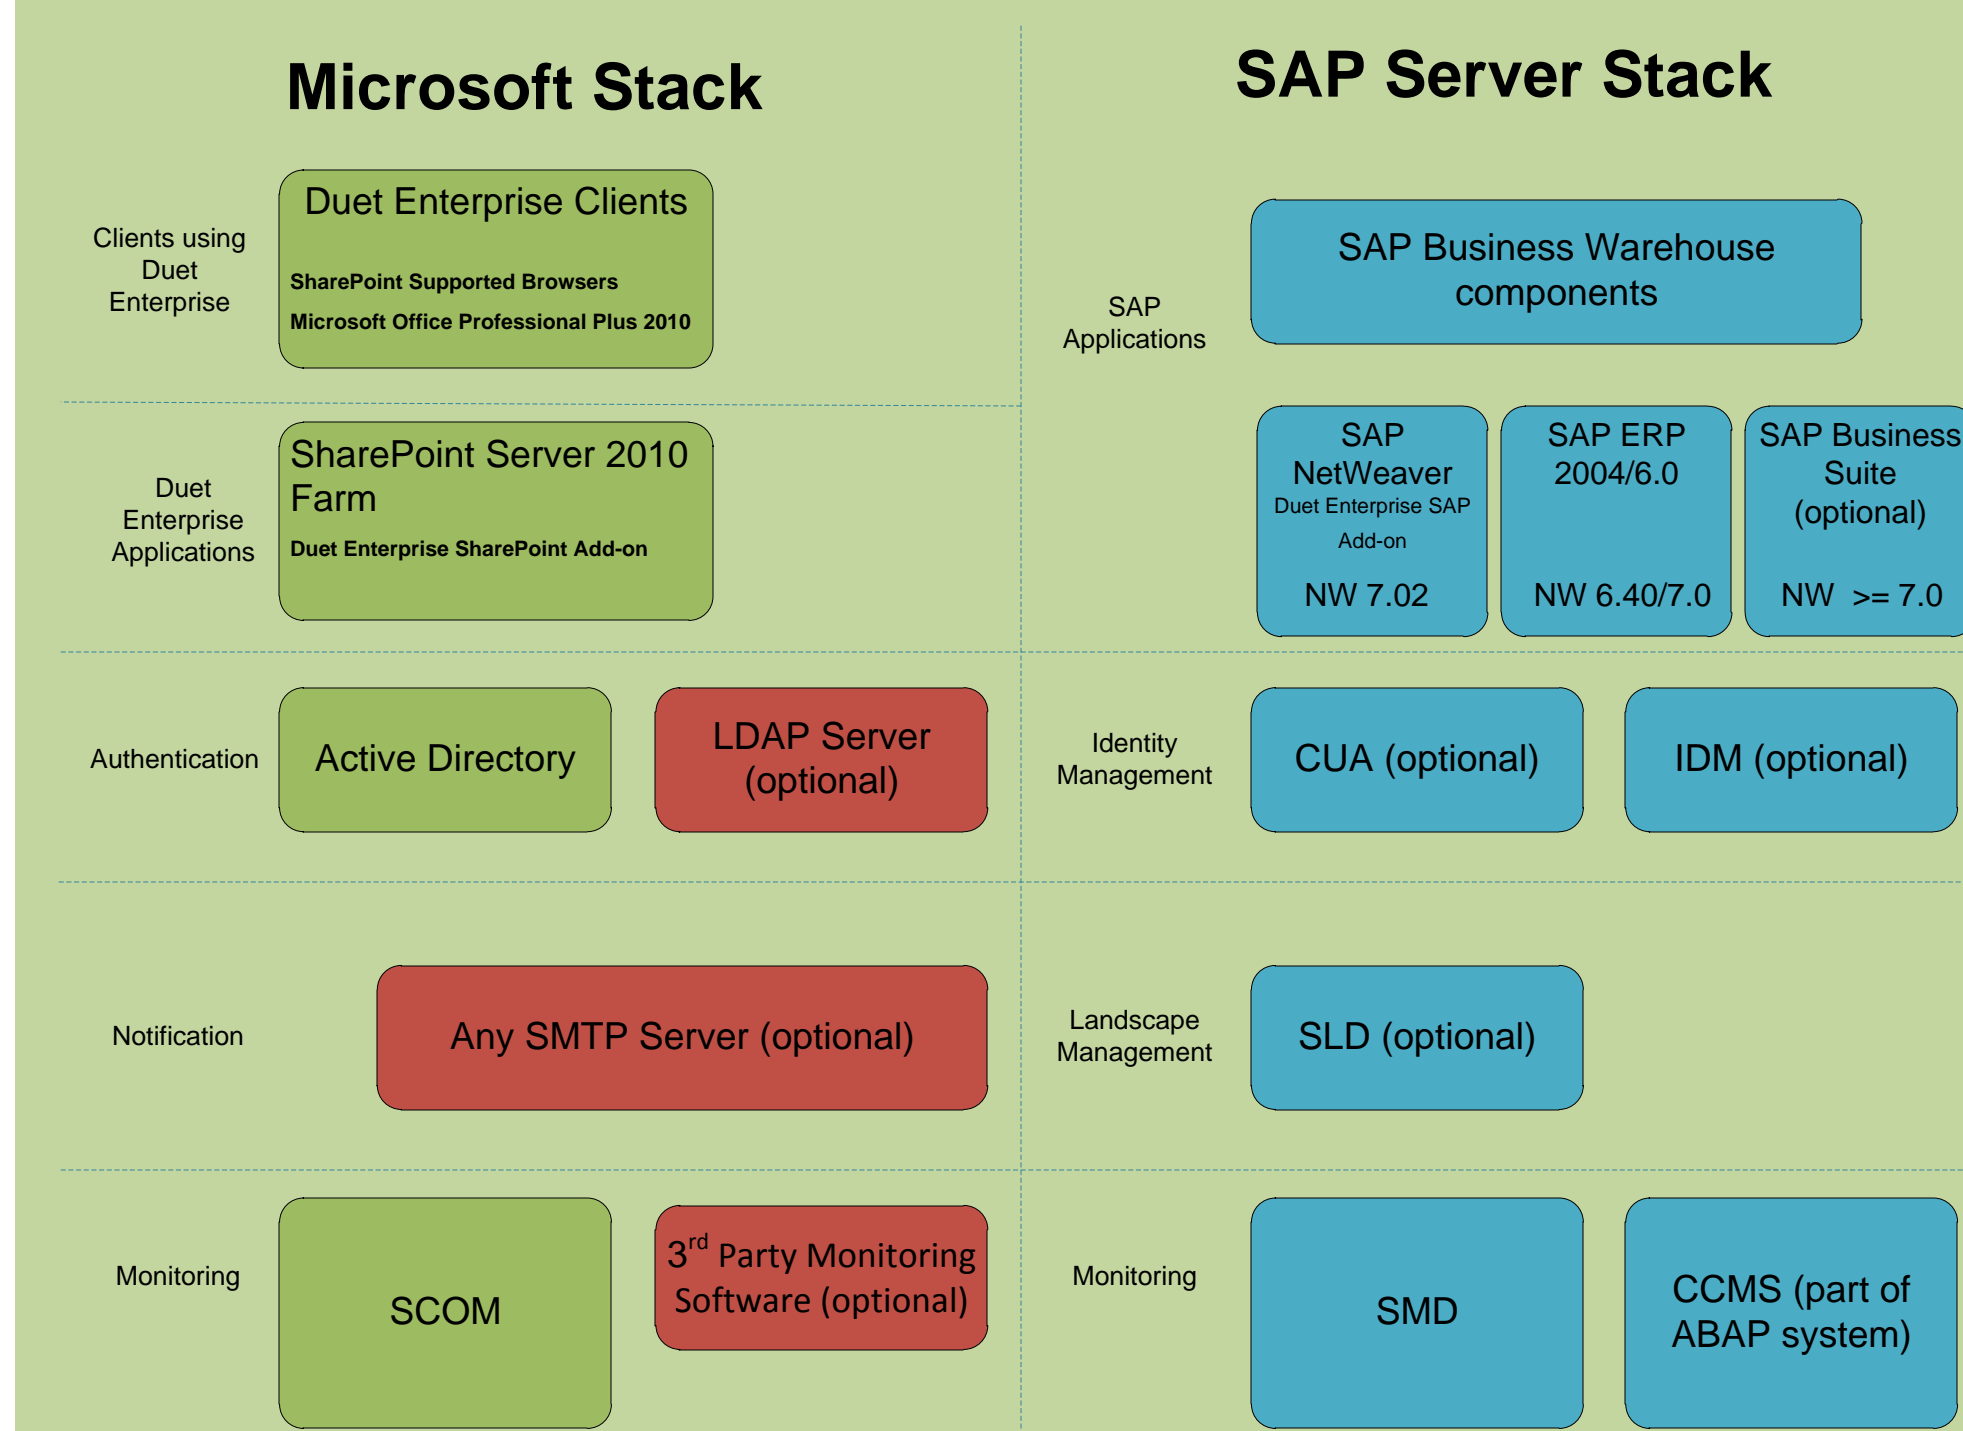 Microsoft Stack
Clients using
Duet
Enterprise
Duet Enterprise Clients
SharePoint Supported Browsers
Microsoft Office Professional Plus 2010
Duet
Enterprise
Applications
SharePoint Server 2010
Farm
Duet Enterprise SharePoint Add-on
Authentication
Active Directory
LDAP Server
(optional)
Notification
Any SMTP Server (optional)
Monitoring
SCOM
3rd Party Monitoring
Software (optional)
SAP Server Stack
SAP
Applications
SAP Business Warehouse
components
SAP
NetWeaver
Duet Enterprise SAP
Add-on
NW 7.02
SAP ERP
2004/6.0
NW 6.40/7.0
SAP Business
Suite
(optional)
NW >= 7.0
Identity
Management
CUA (optional)
IDM (optional)
Landscape
Management
SLD (optional)
Monitoring
SMD
CCMS (part of
ABAP system)